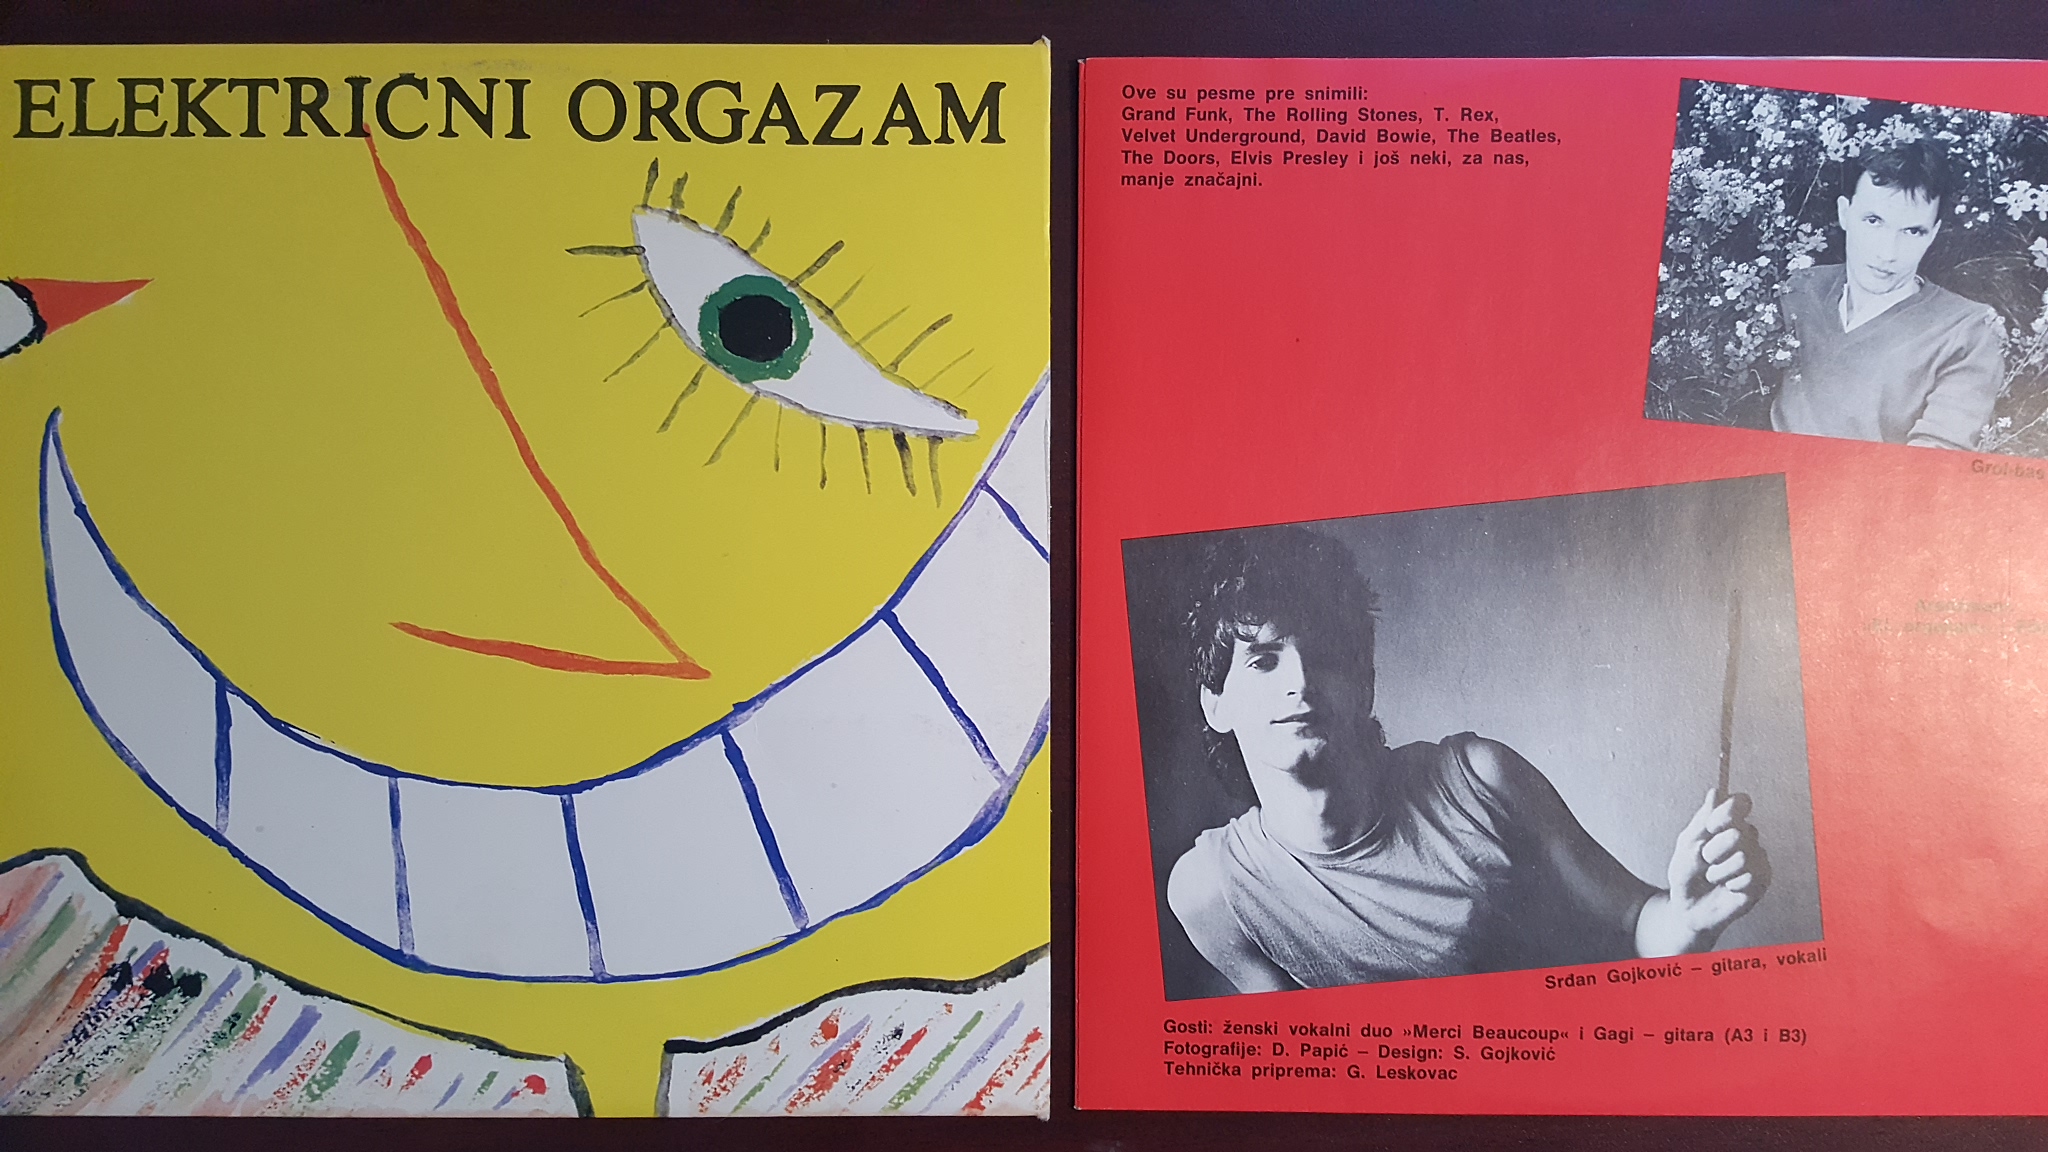 ELEKTRIČNI ORGAZAM
Ove su pesme pre snimili:
Grand Funk, The Rolling Stones, T. Rex,
Velvet Underground, David Bowie, The Beatles,
The Doors, Elvis Presley i još neki, za nas,
manje značajni.
Grof-bas
Srđan Gojković – gitara, vokali
Gosti: ženski vokalni duo »Merci Beaucoup« i Gagi – gitara (A3 i B3)
Fotografije: D. Papić – Design: S. Gojković
Tehnička priprema: G. Leskovac